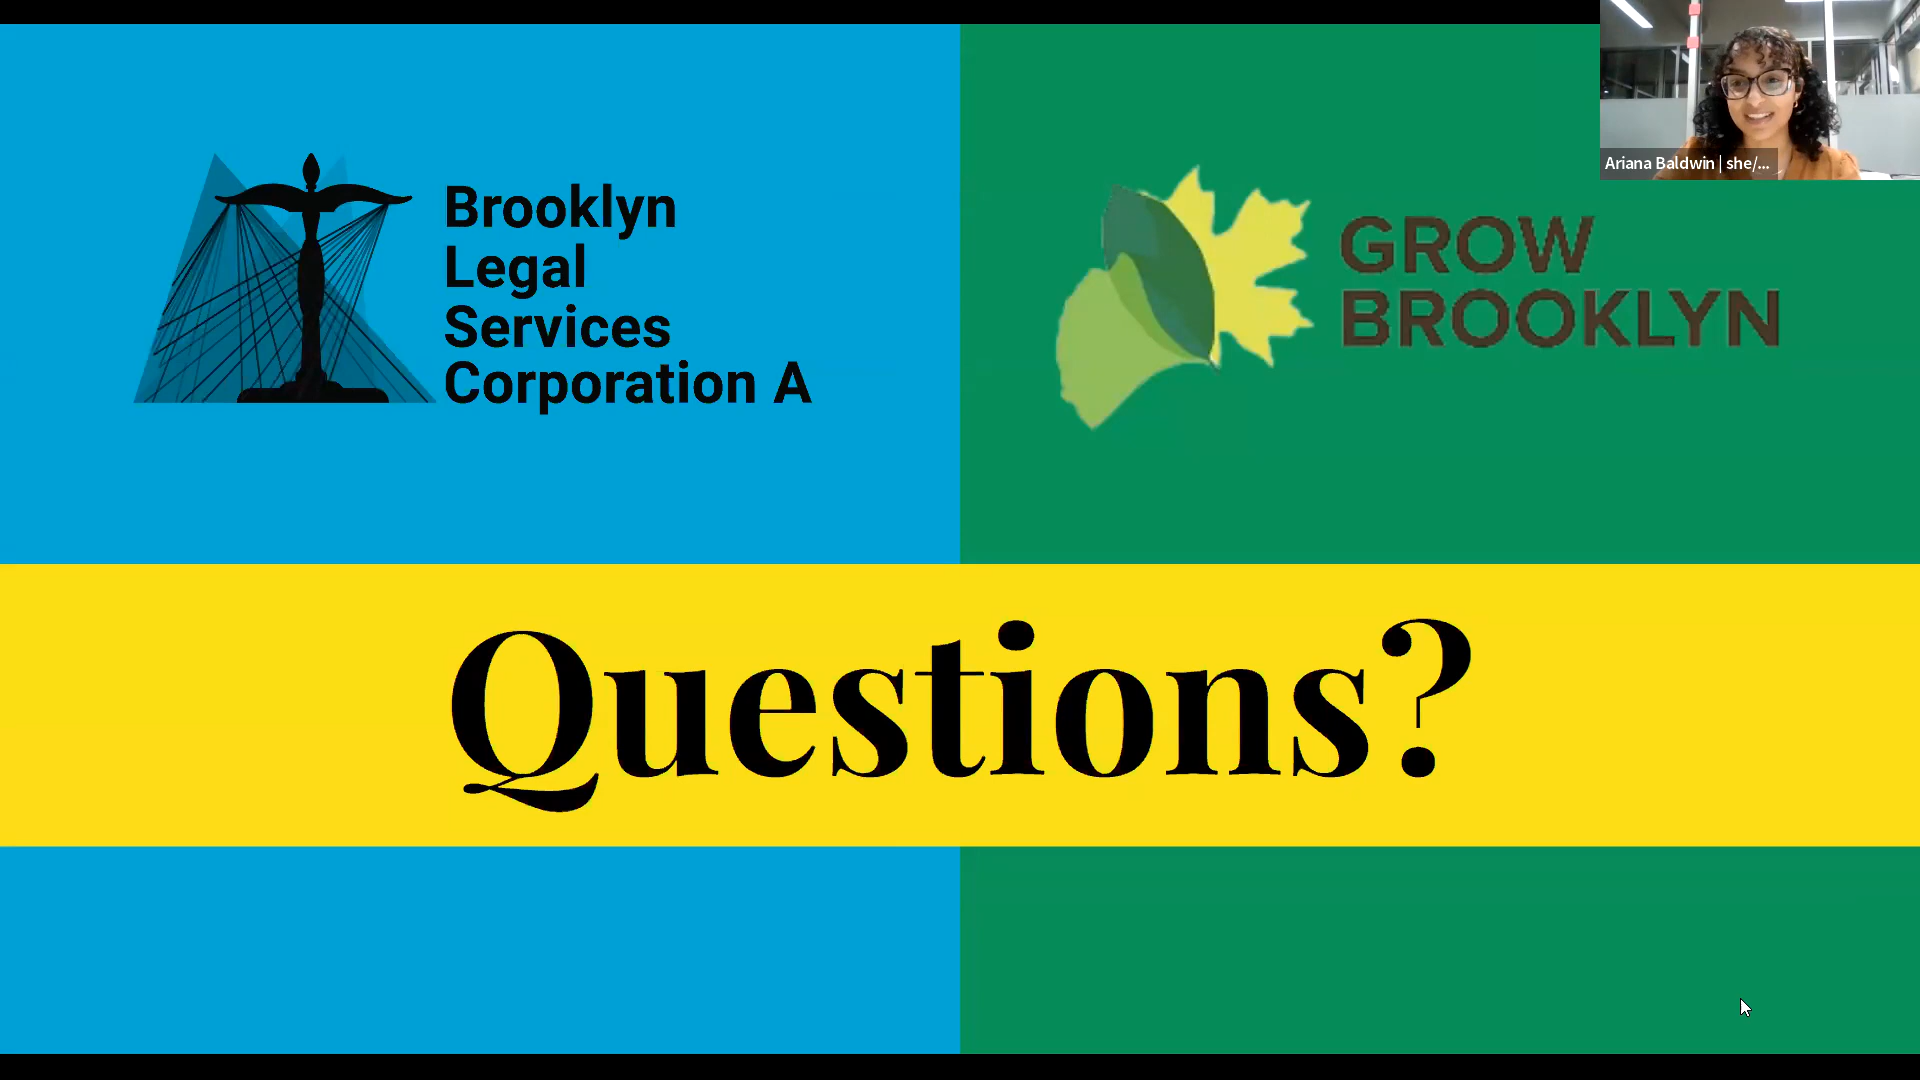 Brooklyn
Legal
Services
Corporation A
GROW
BROOKLYN
Ariana Baldwin | she/...
Questions?